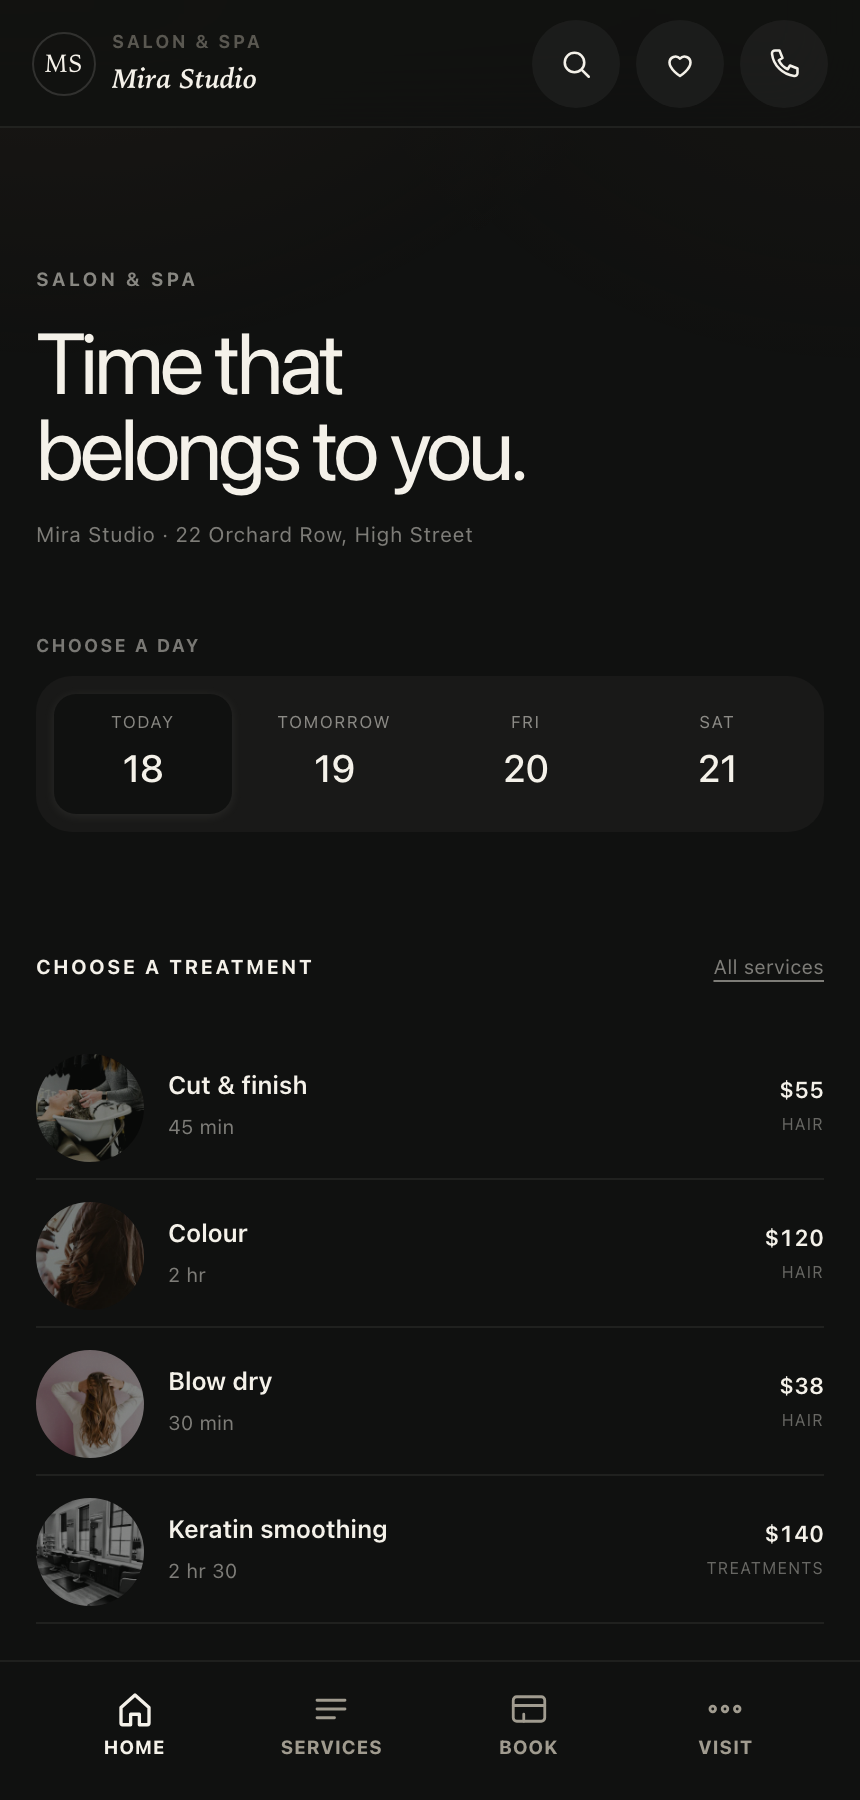 MS
SALON & SPA
Mira Studio
SALON & SPA
Time that
belongs to you.
Mira Studio · 22 Orchard Row, High Street
CHOOSE A DAY
TODAY
18
TOMORROW
19
FRI
20
SAT
21
CHOOSE A TREATMENT
All services
Cut & finish
45 min
$55
HAIR
Colour
2 hr
$120
HAIR
Blow dry
30 min
$38
HAIR
Keratin smoothing
2 hr 30
$140
TREATMENTS
HOME
SERVICES
BOOK
VISIT